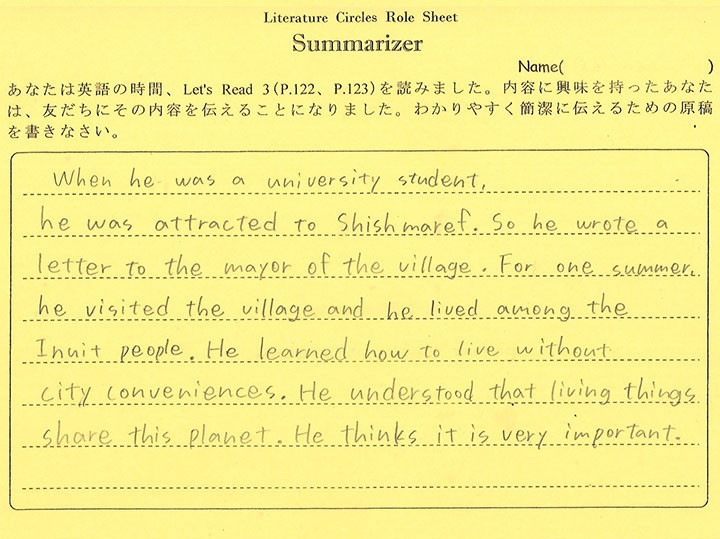 Literature Circles Role Sheet
Summarizer
Name( )
あなたは英語の時間、Let's Read 3(P.122、P.123)を読みました。内容に興味を持ったあなた
は、友だちにその内容を伝えることになりました。わかりやすく簡潔に伝えるための原稿
を書きなさい。
When he was a university student,
he was attracted to Shishmaref. So he wrote a
letter to the mayor of the village. For one summer,
he visited the village and he lived among the
Inuit people. He learned how to live without
city conveniences. He understood that living things
share this planet. He thinks it is very important.